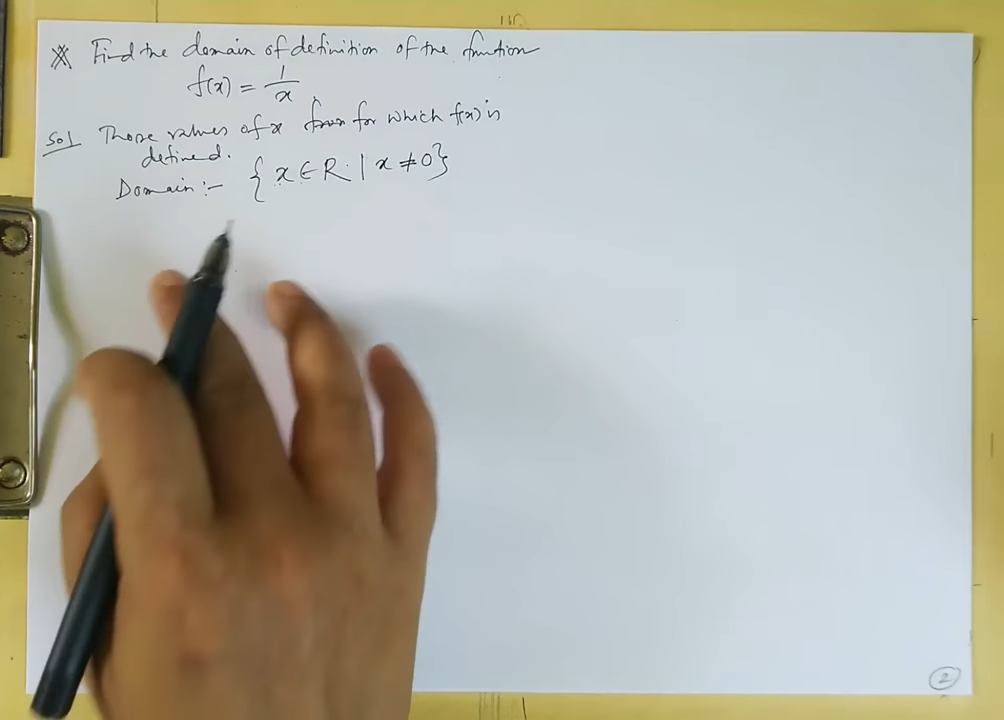 ※ Find the domain of definition of the function
f(x) = 1/x
Sol Those values of x for which f(x) is
defined.
Domain :- { x ∈ R | x ≠ 0}
2